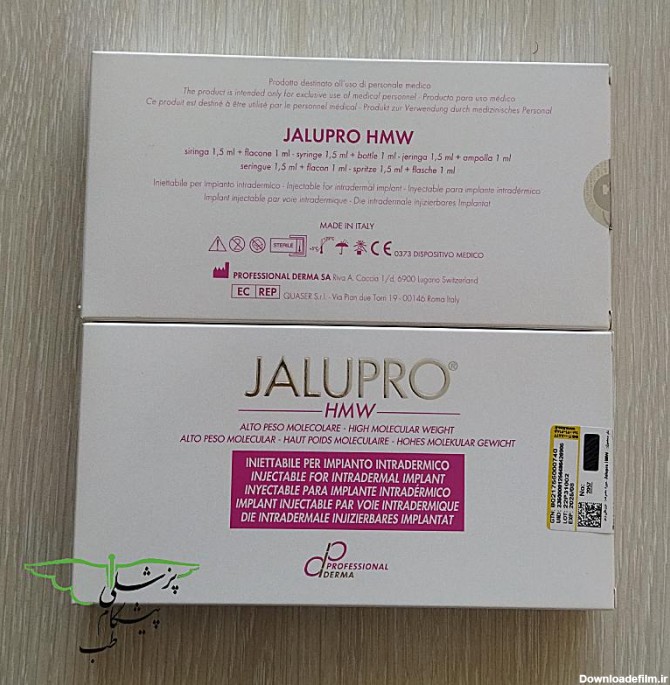 Prodotto destinato all'uso di personale medico
The product is intended only for exclusive use of medical personnel · Producto para uso médico
Ce produit est destiné à être utilisé par le personnel médical · Produkt zur Verwendung durch medizinisches Personal
JALUPRO HMW
siringa 1,5 ml + flacone 1 ml · syringe 1,5 ml + bottle 1 ml · jeringa 1,5 ml + ampolla 1 ml
seringue 1,5 ml + flacon 1 ml · spritze 1,5 ml + flasche 1 ml
Iniettabile per Impianto Intradermico · Injectable for intradermal implant · Inyectable para implante intradérmico
Implant injectable par voie intradermique · Die intradermale injizierbares Implantat
MADE IN ITALY
STERILE
CE 0373 DISPOSITIVO MEDICO
PROFESSIONAL DERMA SA Riva A. Caccia 1/d, 6900 Lugano Switzerland
EC REP QUASER S.r.l. · Via Pian due Torri 19 · 00146 Roma Italy
JALUPRO®
HMW
ALTO PESO MOLECOLARE · HIGH MOLECULAR WEIGHT
ALTO PESO MOLECULAR · HAUT POIDS MOLECULAIRE · HOHES MOLEKULAR GEWICHT
INIETTABILE PER IMPIANTO INTRADERMICO
INJECTABLE FOR INTRADERMAL IMPLANT
INYECTABLE PARA IMPLANTE INTRADÉRMICO
IMPLANT INJECTABLE PAR VOIE INTRADERMIQUE
DIE INTRADERMALE INJIZIERBARES IMPLANTAT
PROFESSIONAL
DERMA
پزشکی
پیشگام
طب
Downloadefilm.ir